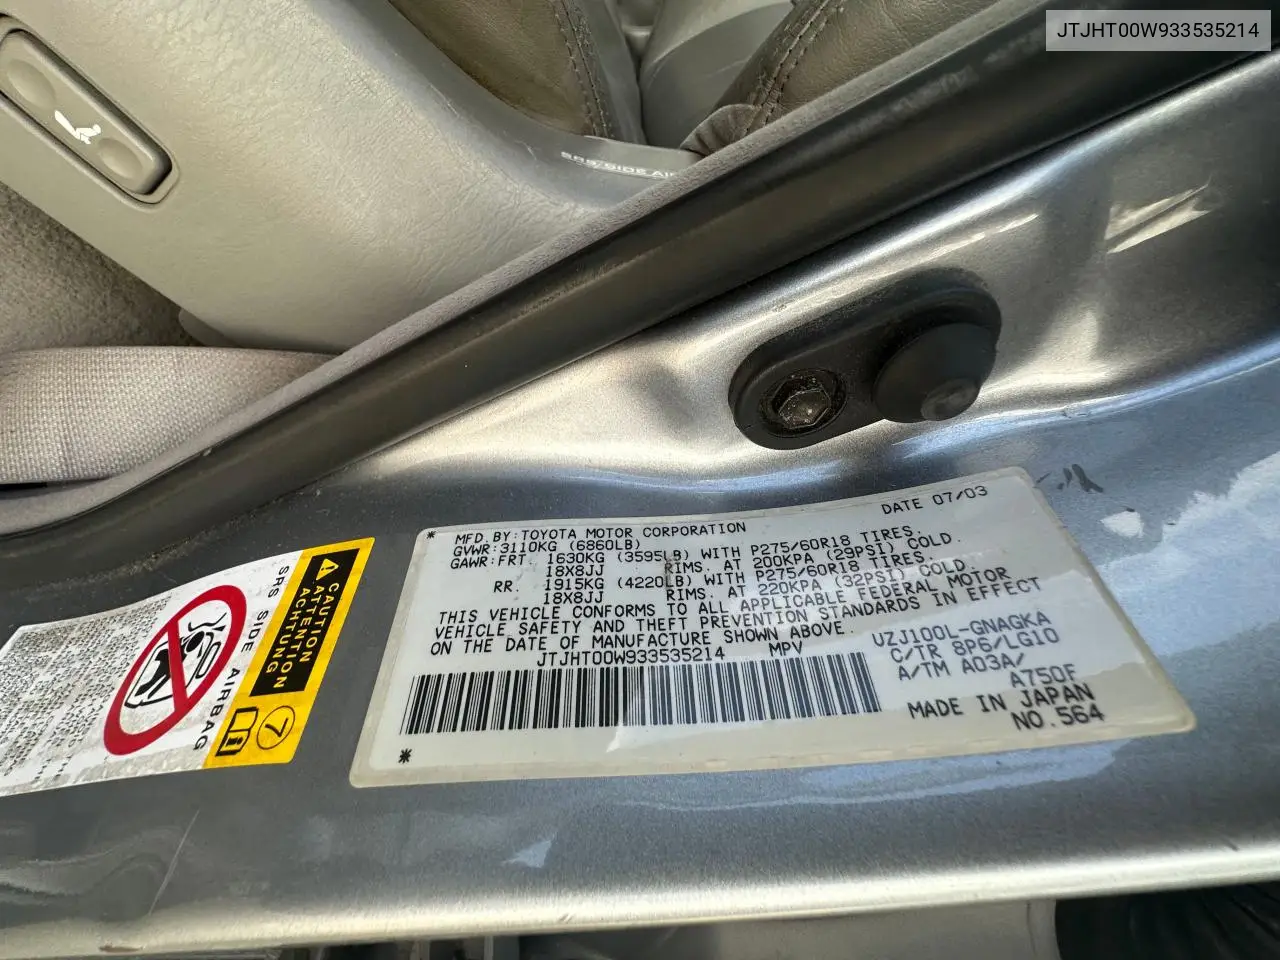 JTJHT00W933535214
SRS/SIDE AI
DATE 07/03
* MFD. BY: TOYOTA MOTOR CORPORATION
GVWR: 3110KG (6860LB)
GAWR: FRT. 1630KG (3595LB) WITH P275/60R18 TIRES.
18X8JJ RIMS. AT 200KPA (29PSI) COLD.
RR. 1915KG (4220LB) WITH P275/60R18 TIRES.
18X8JJ RIMS. AT 220KPA (32PSI) COLD.
THIS VEHICLE CONFORMS TO ALL APPLICABLE FEDERAL MOTOR
VEHICLE SAFETY AND THEFT PREVENTION STANDARDS IN EFFECT
ON THE DATE OF MANUFACTURE SHOWN ABOVE.
JTJHT00W933535214 MPV
UZJ100L-GNAGKA
C/TR 8P6/LG10
A/TM A03A/
A750F
MADE IN JAPAN
NO.564
*
CAUTION
ATTENTION
ACHTUNG
SRS SIDE AIRBAG
7